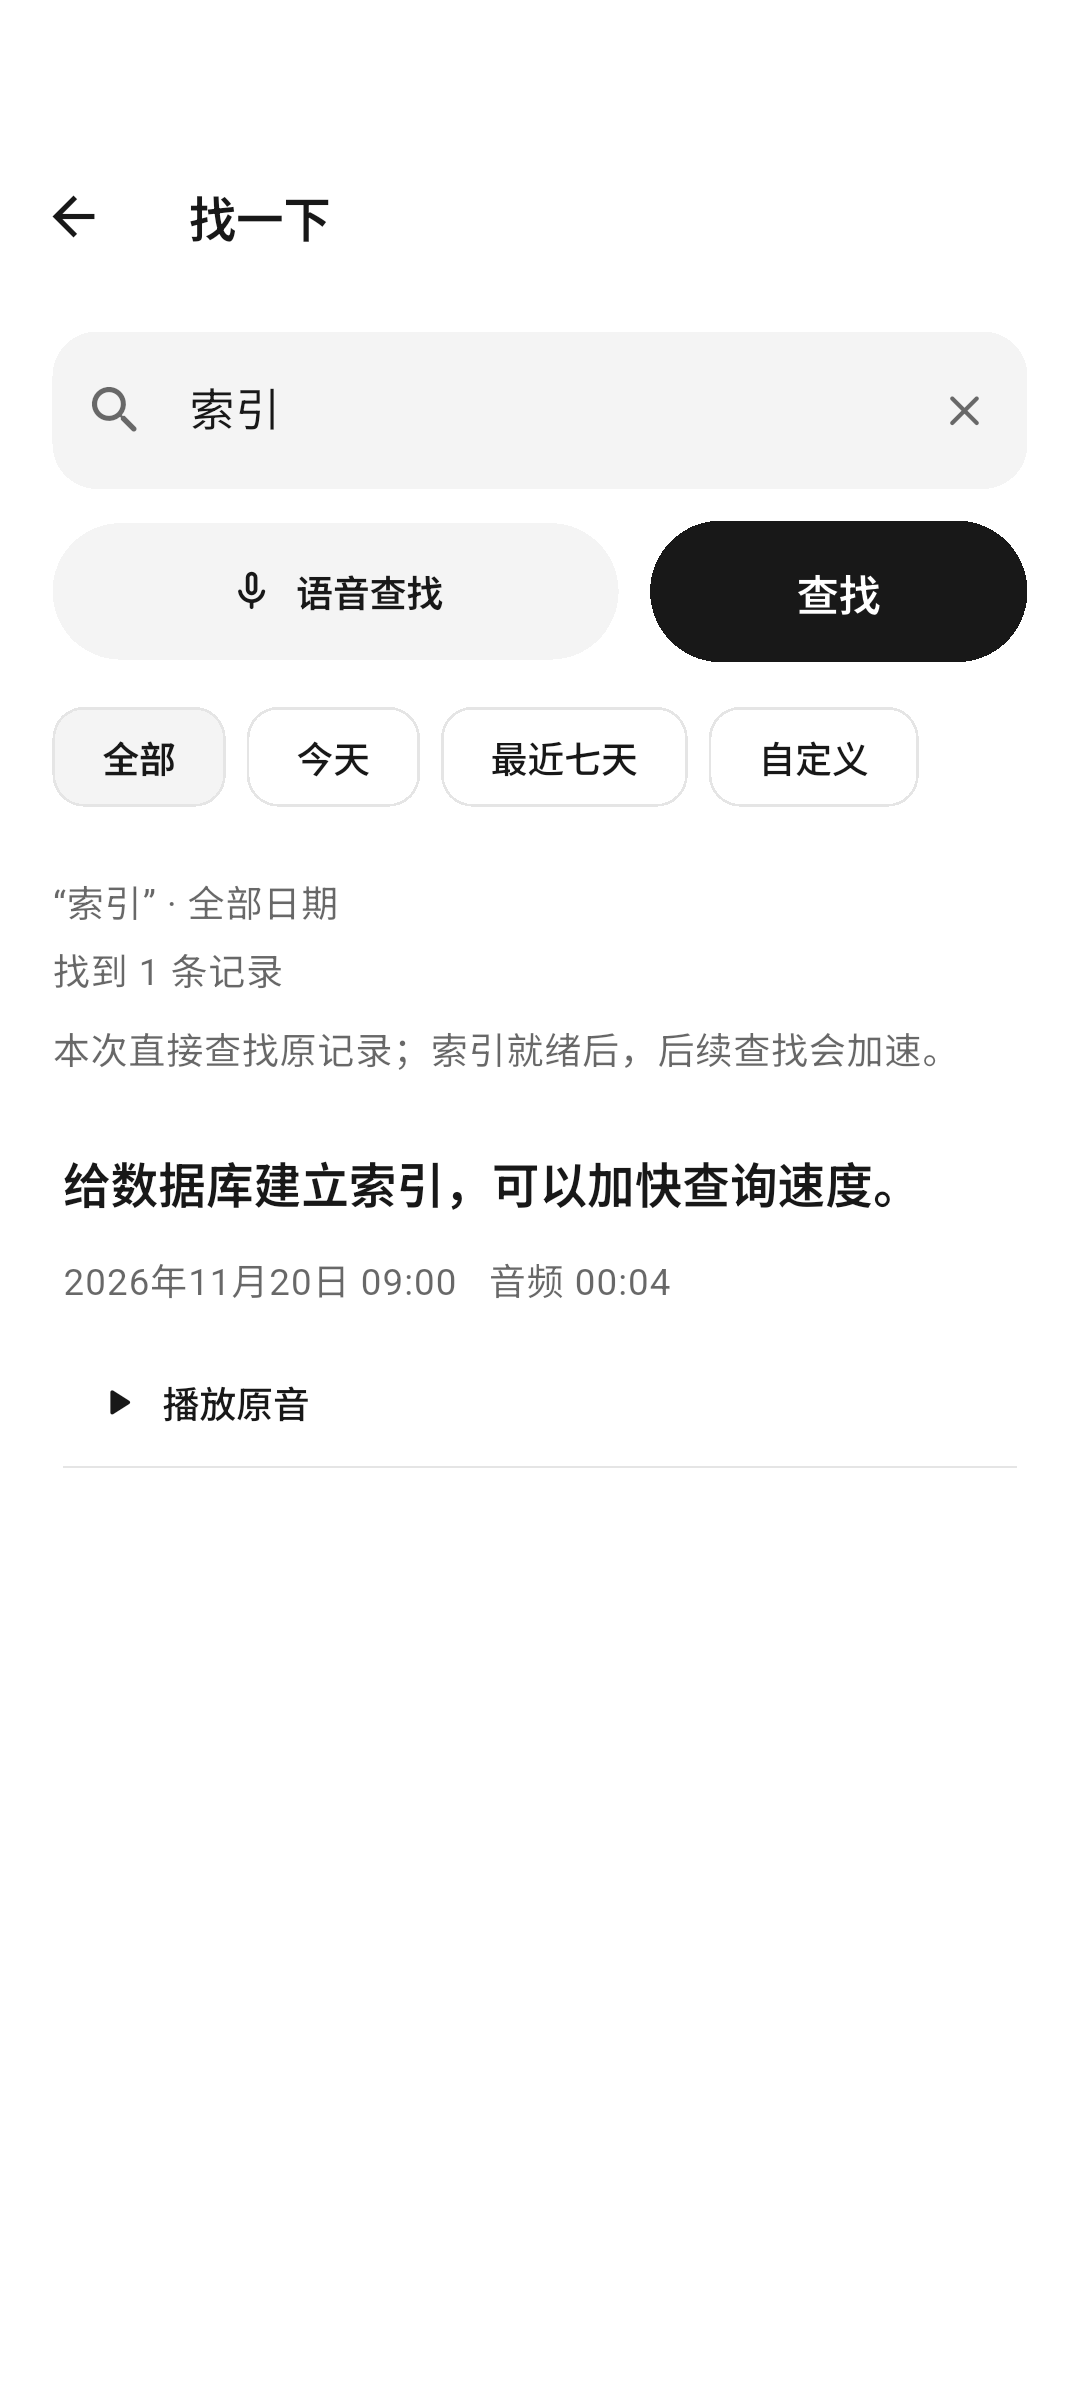 找一下
索引
语音查找
查找
全部
今天
最近七天
自定义
“索引” · 全部日期
找到 1 条记录
本次直接查找原记录；索引就绪后，后续查找会加速。
给数据库建立索引，可以加快查询速度。
2026年11月20日 09:00 音频 00:04
播放原音